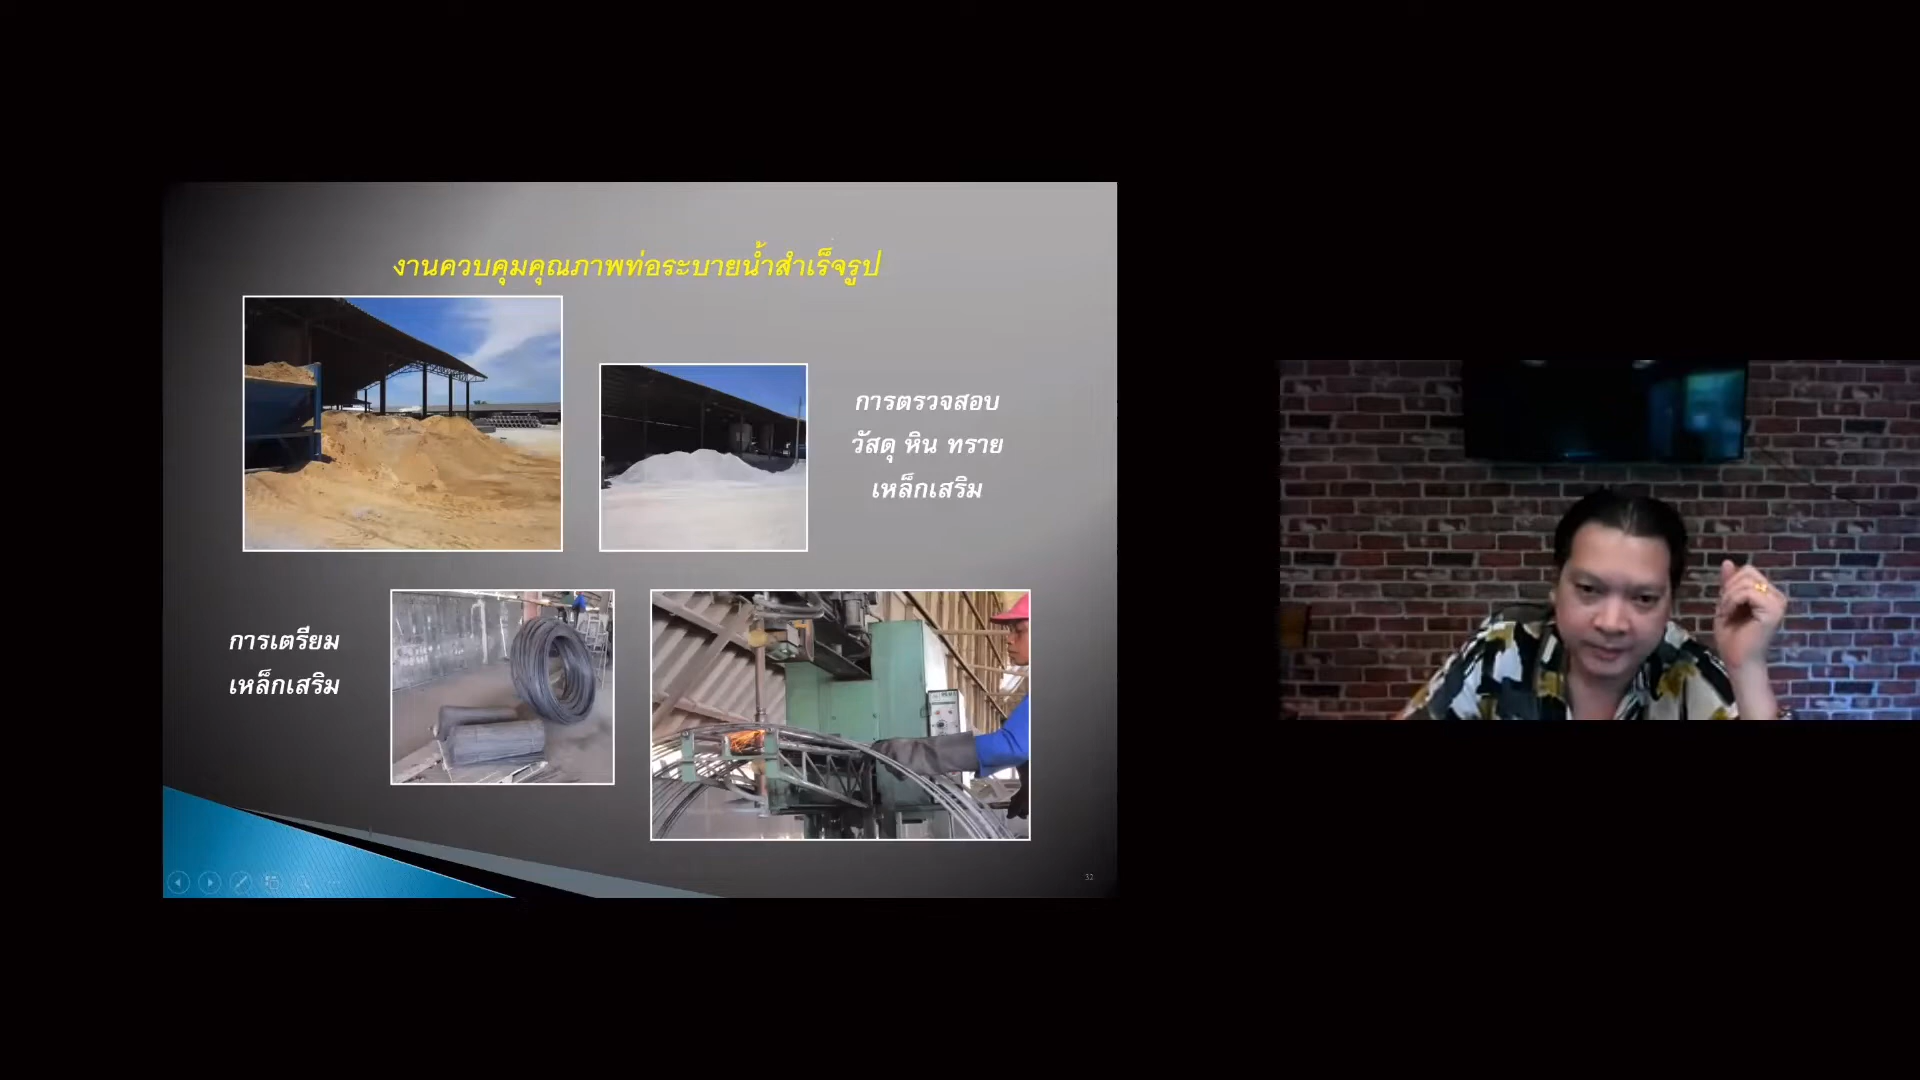 งานควบคุมคุณภาพท่อระบายน้ำสำเร็จรูป
การตรวจสอบ
วัสดุ หิน ทราย
เหล็กเสริม
การเตรียม
เหล็กเสริม
32